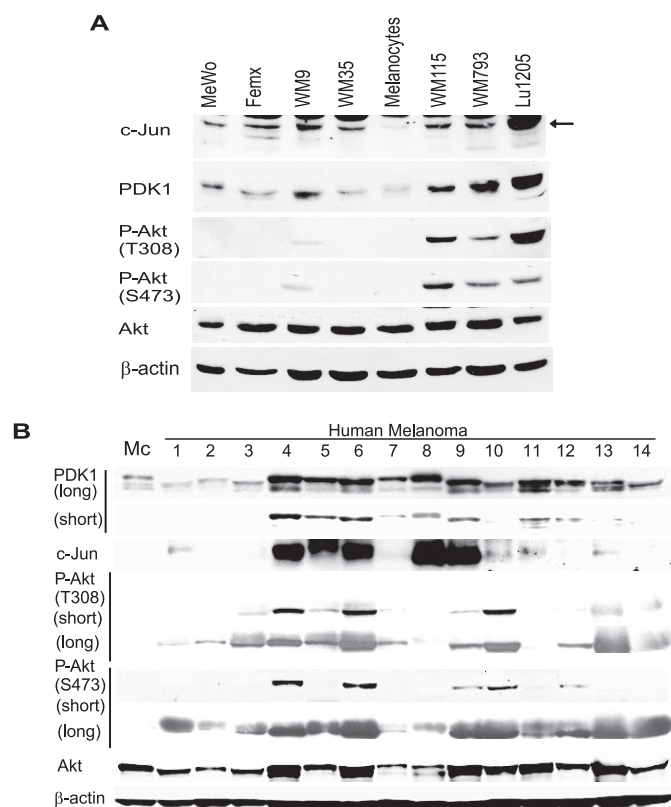 A
MeWo
Femx
WM9
WM35
Melanocytes
WM115
WM793
Lu1205
c-Jun
PDK1
P-Akt
(T308)
P-Akt
(S473)
Akt
β-actin
B
Human Melanoma
Mc 1 2 3 4 5 6 7 8 9 10 11 12 13 14
PDK1
(long)
(short)
c-Jun
P-Akt
(T308)
(short)
(long)
P-Akt
(S473)
(short)
(long)
Akt
β-actin